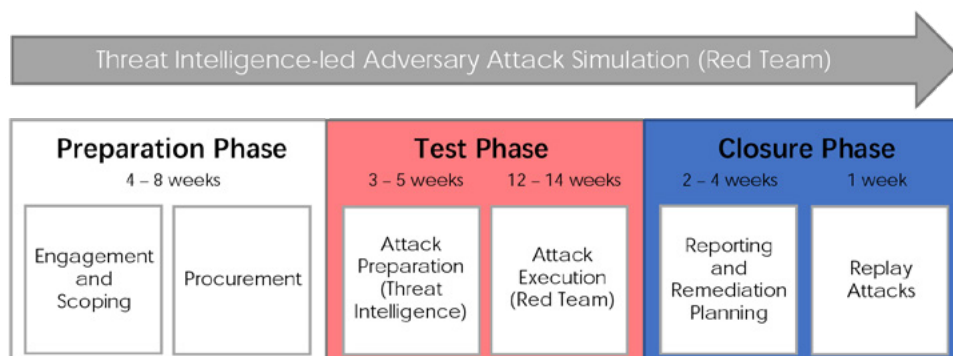 Threat Intelligence-led Adversary Attack Simulation (Red Team)
Preparation Phase
4 – 8 weeks
Engagement
and
Scoping
Procurement
Test Phase
3 – 5 weeks
12 – 14 weeks
Attack
Preparation
(Threat
Intelligence)
Attack
Execution
(Red Team)
Closure Phase
2 – 4 weeks
1 week
Reporting
and
Remediation
Planning
Replay
Attacks